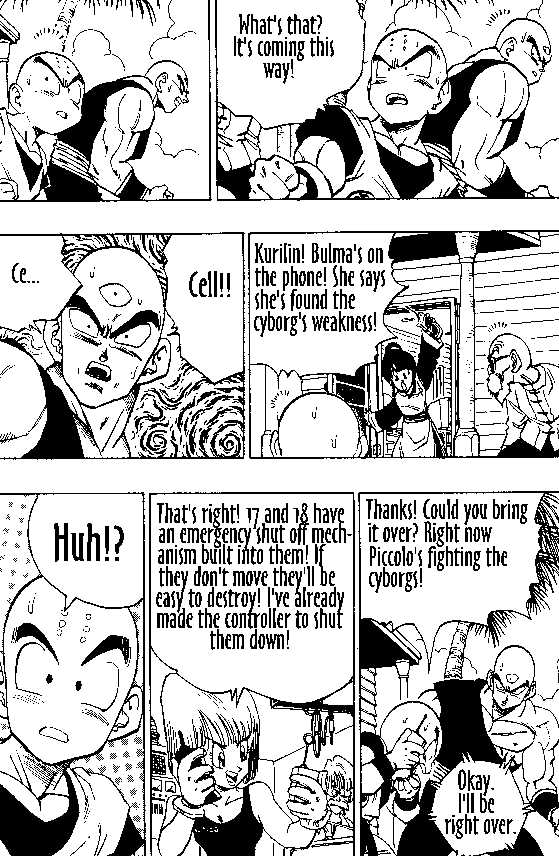 What's that?
It's coming this
way!
Ce...
Cell!!
Kurilin! Bulma's on
the phone! She says
she's found the
cyborg's weakness!
Huh!?
That's right! 17 and 18 have
an emergency shut off mech-
anism built into them! If
they don't move they'll be
easy to destroy! I've already
made the controller to shut
them down!
Thanks! Could you bring
it over? Right now
Piccolo's fighting the
cyborgs!
Okay.
I'll be
right over.